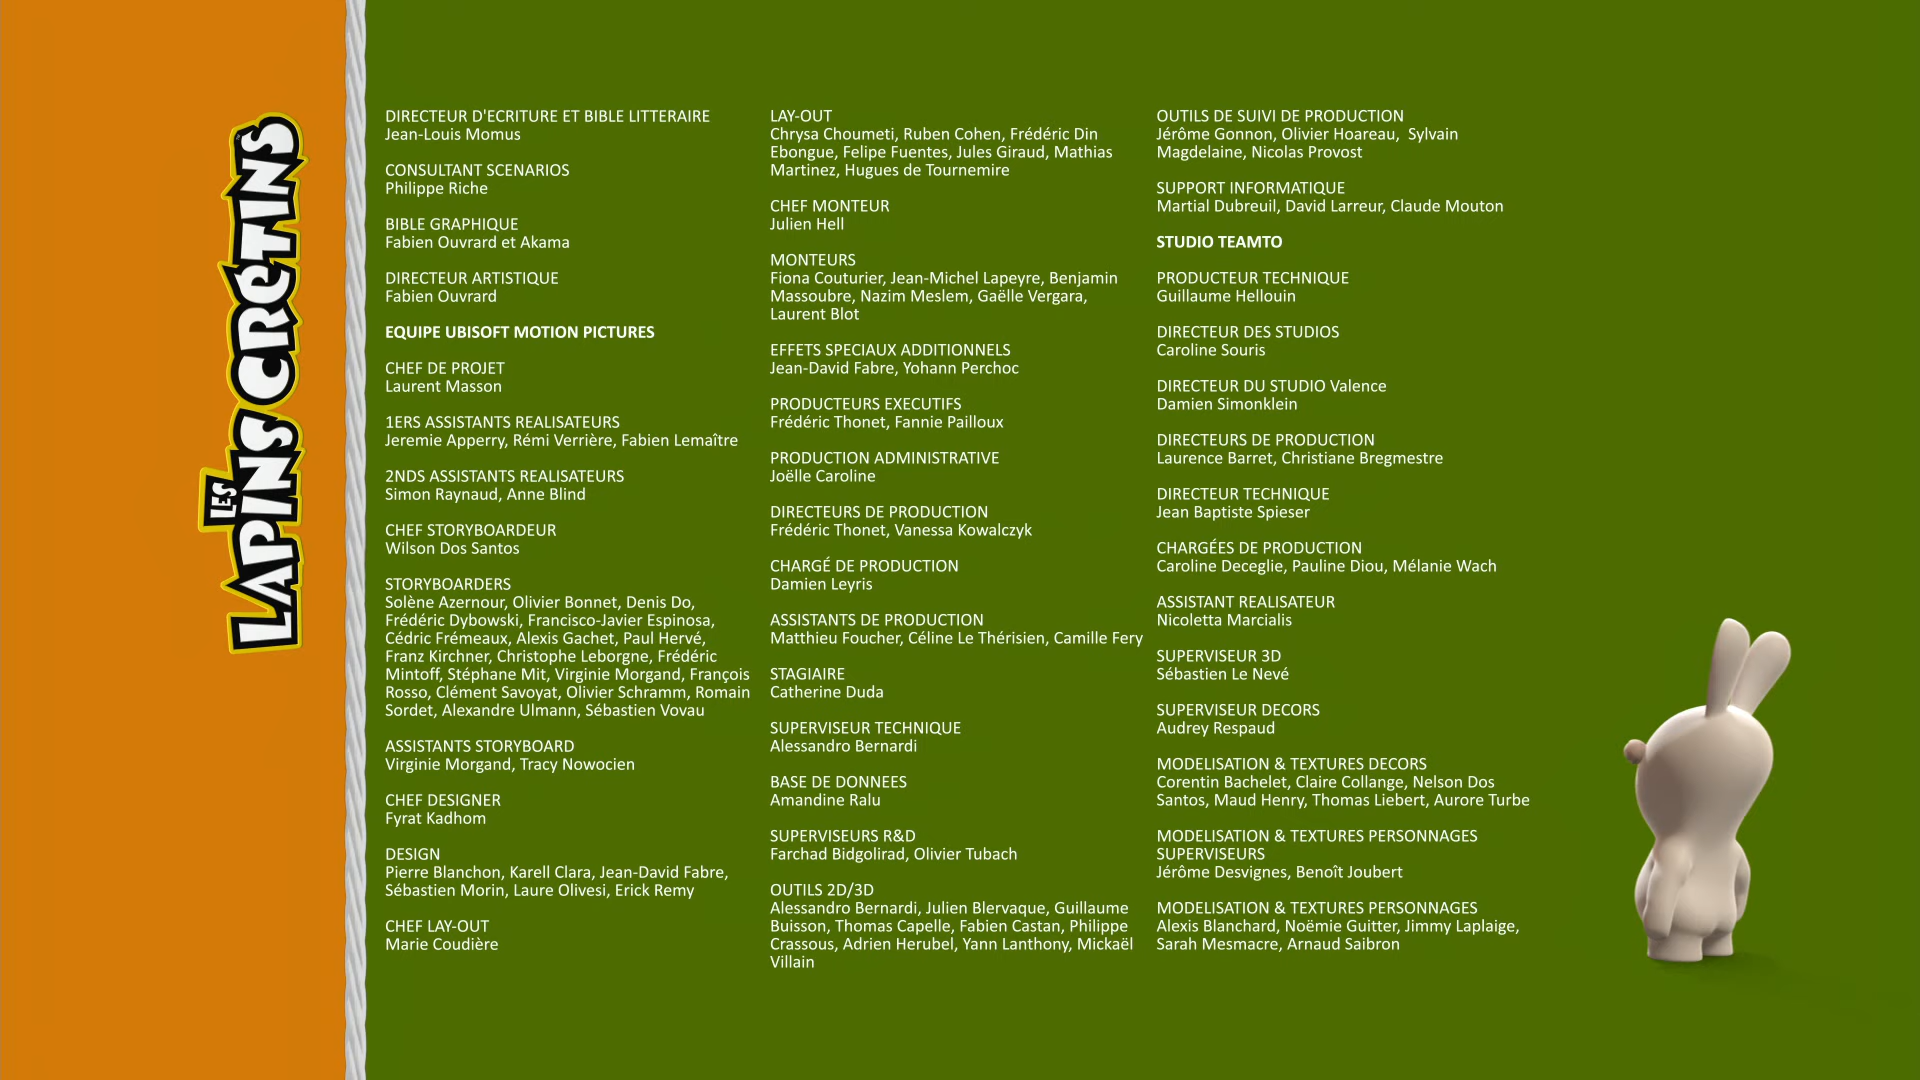 LES
LAPINS CRETINS
DIRECTEUR D'ECRITURE ET BIBLE LITTERAIRE
Jean-Louis Momus
CONSULTANT SCENARIOS
Philippe Riche
BIBLE GRAPHIQUE
Fabien Ouvrard et Akama
DIRECTEUR ARTISTIQUE
Fabien Ouvrard
EQUIPE UBISOFT MOTION PICTURES
CHEF DE PROJET
Laurent Masson
1ERS ASSISTANTS REALISATEURS
Jeremie Apperry, Rémi Verrière, Fabien Lemaître
2NDS ASSISTANTS REALISATEURS
Simon Raynaud, Anne Blind
CHEF STORYBOARDEUR
Wilson Dos Santos
STORYBOARDERS
Solène Azernour, Olivier Bonnet, Denis Do,
Frédéric Dybowski, Francisco-Javier Espinosa,
Cédric Frémeaux, Alexis Gachet, Paul Hervé,
Franz Kirchner, Christophe Leborgne, Frédéric
Mintoff, Stéphane Mit, Virginie Morgand, François
Rosso, Clément Savoyat, Olivier Schramm, Romain
Sordet, Alexandre Ulmann, Sébastien Vovau
ASSISTANTS STORYBOARD
Virginie Morgand, Tracy Nowocien
CHEF DESIGNER
Fyrat Kadhom
DESIGN
Pierre Blanchon, Karell Clara, Jean-David Fabre,
Sébastien Morin, Laure Olivesi, Erick Remy
CHEF LAY-OUT
Marie Coudière
LAY-OUT
Chrysa Choumeti, Ruben Cohen, Frédéric Din
Ebongue, Felipe Fuentes, Jules Giraud, Mathias
Martinez, Hugues de Tournemire
CHEF MONTEUR
Julien Hell
MONTEURS
Fiona Couturier, Jean-Michel Lapeyre, Benjamin
Massoubre, Nazim Meslem, Gaëlle Vergara,
Laurent Blot
EFFETS SPECIAUX ADDITIONNELS
Jean-David Fabre, Yohann Perchoc
PRODUCTEURS EXECUTIFS
Frédéric Thonet, Fannie Pailloux
PRODUCTION ADMINISTRATIVE
Joëlle Caroline
DIRECTEURS DE PRODUCTION
Frédéric Thonet, Vanessa Kowalczyk
CHARGÉ DE PRODUCTION
Damien Leyris
ASSISTANTS DE PRODUCTION
Matthieu Foucher, Céline Le Thérisien, Camille Fery
STAGIAIRE
Catherine Duda
SUPERVISEUR TECHNIQUE
Alessandro Bernardi
BASE DE DONNEES
Amandine Ralu
SUPERVISEURS R&D
Farchad Bidgolirad, Olivier Tubach
OUTILS 2D/3D
Alessandro Bernardi, Julien Blervaque, Guillaume
Buisson, Thomas Capelle, Fabien Castan, Philippe
Crassous, Adrien Herubel, Yann Lanthony, Mickaël
Villain
OUTILS DE SUIVI DE PRODUCTION
Jérôme Gonnon, Olivier Hoareau, Sylvain
Magdelaine, Nicolas Provost
SUPPORT INFORMATIQUE
Martial Dubreuil, David Larreur, Claude Mouton
STUDIO TEAMTO
PRODUCTEUR TECHNIQUE
Guillaume Hellouin
DIRECTEUR DES STUDIOS
Caroline Souris
DIRECTEUR DU STUDIO Valence
Damien Simonklein
DIRECTEURS DE PRODUCTION
Laurence Barret, Christiane Bregmestre
DIRECTEUR TECHNIQUE
Jean Baptiste Spieser
CHARGÉES DE PRODUCTION
Caroline Deceglie, Pauline Diou, Mélanie Wach
ASSISTANT REALISATEUR
Nicoletta Marcialis
SUPERVISEUR 3D
Sébastien Le Nevé
SUPERVISEUR DECORS
Audrey Respaud
MODELISATION & TEXTURES DECORS
Corentin Bachelet, Claire Collange, Nelson Dos
Santos, Maud Henry, Thomas Liebert, Aurore Turbe
MODELISATION & TEXTURES PERSONNAGES
SUPERVISEURS
Jérôme Desvignes, Benoît Joubert
MODELISATION & TEXTURES PERSONNAGES
Alexis Blanchard, Noëmie Guitter, Jimmy Laplaige,
Sarah Mesmacre, Arnaud Saibron